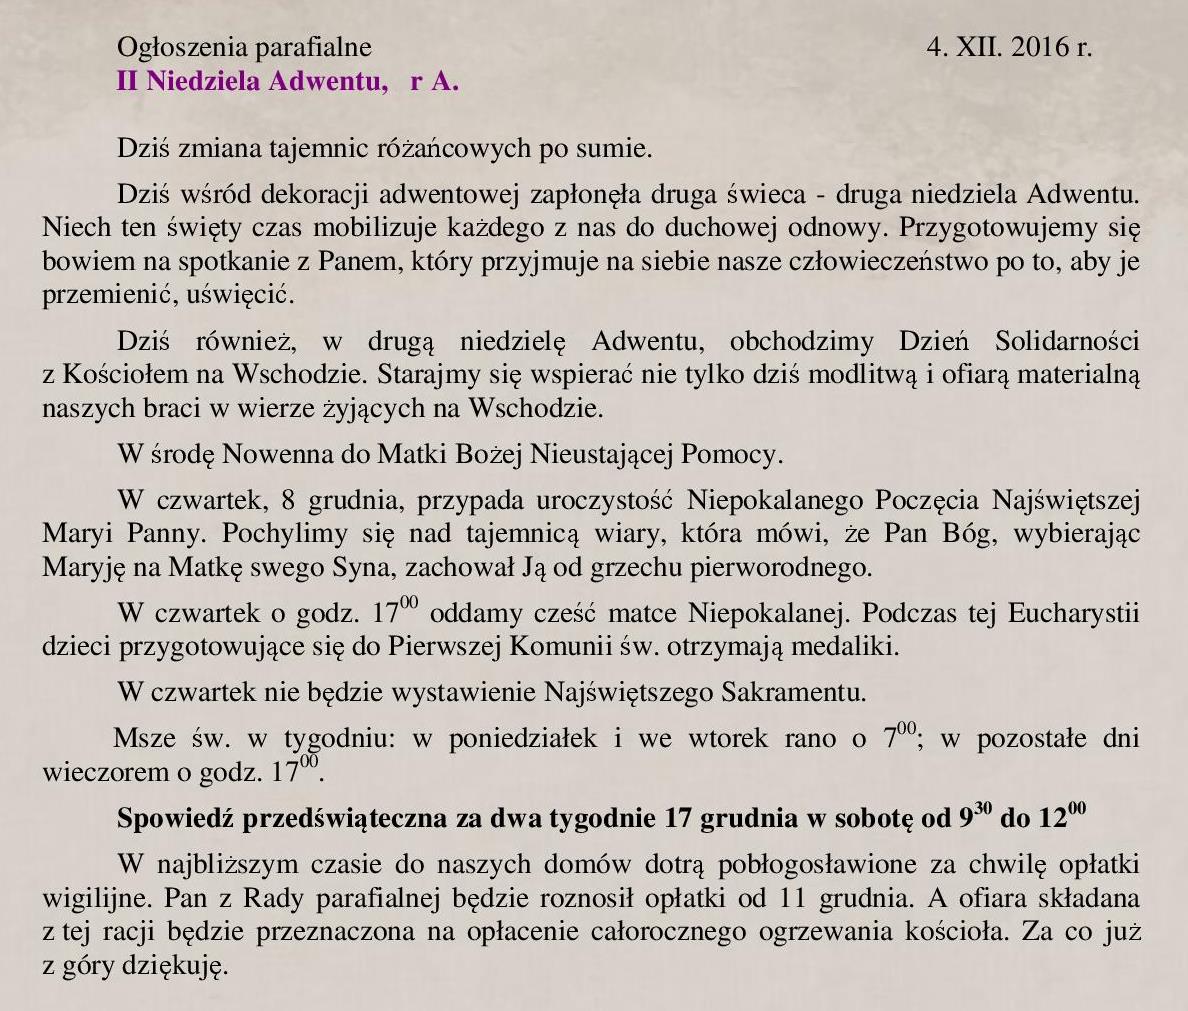 Ogłoszenia parafialne 4. XII. 2016 r.
II Niedziela Adwentu, r A.
Dziś zmiana tajemnic różańcowych po sumie.
Dziś wśród dekoracji adwentowej zapłonęła druga świeca - druga niedziela Adwentu.
Niech ten święty czas mobilizuje każdego z nas do duchowej odnowy. Przygotowujemy się
bowiem na spotkanie z Panem, który przyjmuje na siebie nasze człowieczeństwo po to, aby je
przemienić, uświęcić.
Dziś również, w drugą niedzielę Adwentu, obchodzimy Dzień Solidarności
z Kościołem na Wschodzie. Starajmy się wspierać nie tylko dziś modlitwą i ofiarą materialną
naszych braci w wierze żyjących na Wschodzie.
W środę Nowenna do Matki Bożej Nieustającej Pomocy.
W czwartek, 8 grudnia, przypada uroczystość Niepokalanego Poczęcia Najświętszej
Maryi Panny. Pochylimy się nad tajemnicą wiary, która mówi, że Pan Bóg, wybierając
Maryję na Matkę swego Syna, zachował Ją od grzechu pierworodnego.
W czwartek o godz. 17⁰⁰ oddamy cześć matce Niepokalanej. Podczas tej Eucharystii
dzieci przygotowujące się do Pierwszej Komunii św. otrzymają medaliki.
W czwartek nie będzie wystawienie Najświętszego Sakramentu.
Msze św. w tygodniu: w poniedziałek i we wtorek rano o 7⁰⁰; w pozostałe dni
wieczorem o godz. 17⁰⁰.
Spowiedź przedświąteczna za dwa tygodnie 17 grudnia w sobotę od 9³⁰ do 12⁰⁰
W najbliższym czasie do naszych domów dotrą pobłogosławione za chwilę opłatki
wigilijne. Pan z Rady parafialnej będzie roznosił opłatki od 11 grudnia. A ofiara składana
z tej racji będzie przeznaczona na opłacenie całorocznego ogrzewania kościoła. Za co już
z góry dziękuję.